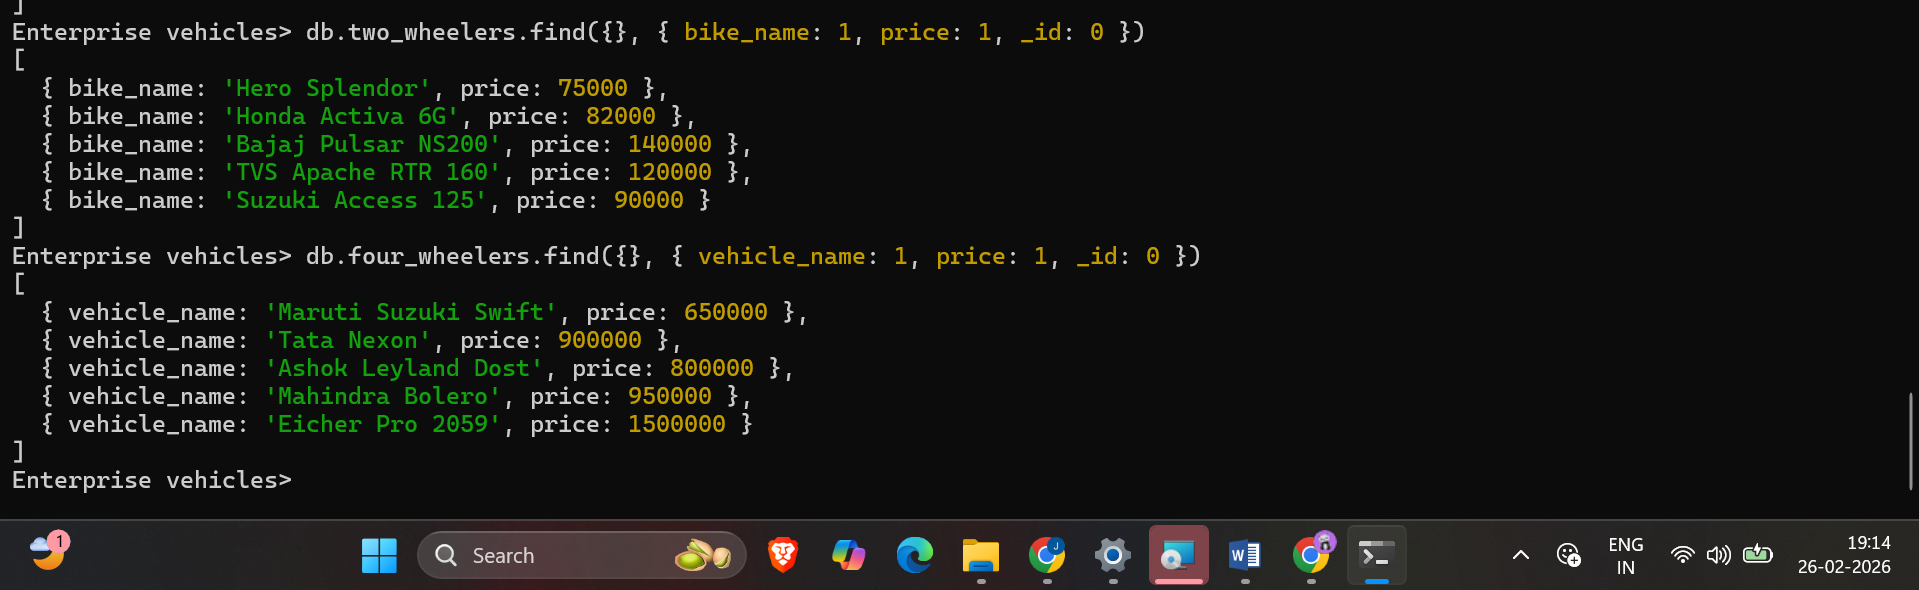 ]
Enterprise vehicles> db.two_wheelers.find({}, { bike_name: 1, price: 1, _id: 0 })
[
  { bike_name: 'Hero Splendor', price: 75000 },
  { bike_name: 'Honda Activa 6G', price: 82000 },
  { bike_name: 'Bajaj Pulsar NS200', price: 140000 },
  { bike_name: 'TVS Apache RTR 160', price: 120000 },
  { bike_name: 'Suzuki Access 125', price: 90000 }
]
Enterprise vehicles> db.four_wheelers.find({}, { vehicle_name: 1, price: 1, _id: 0 })
[
  { vehicle_name: 'Maruti Suzuki Swift', price: 650000 },
  { vehicle_name: 'Tata Nexon', price: 900000 },
  { vehicle_name: 'Ashok Leyland Dost', price: 800000 },
  { vehicle_name: 'Mahindra Bolero', price: 950000 },
  { vehicle_name: 'Eicher Pro 2059', price: 1500000 }
]
Enterprise vehicles>
1
Search
J
W
ENG
IN
19:14
26-02-2026